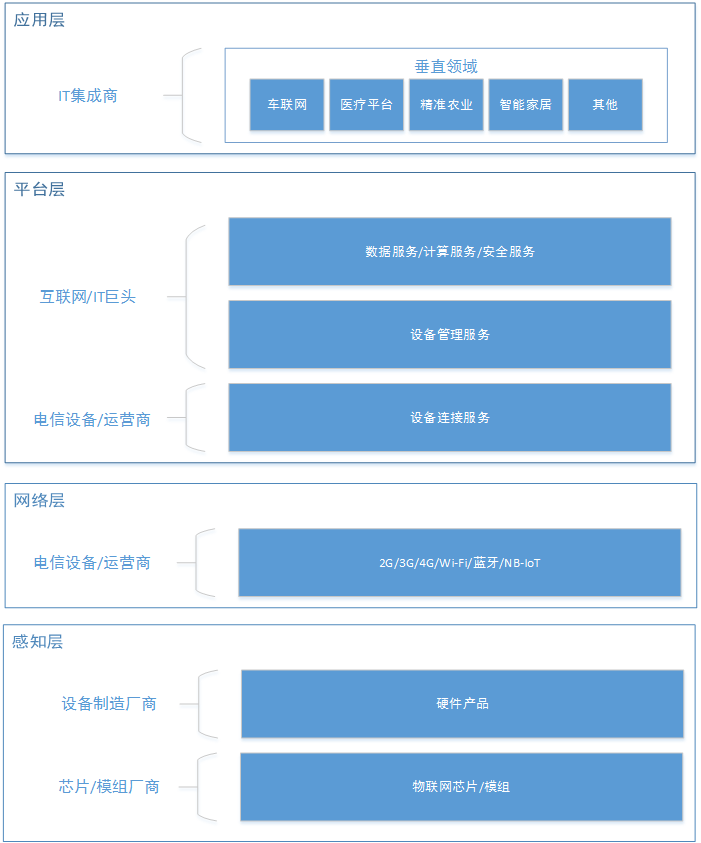 应用层
IT集成商
垂直领域
车联网
医疗平台
精准农业
智能家居
其他
平台层
互联网/IT巨头
数据服务/计算服务/安全服务
设备管理服务
电信设备/运营商
设备连接服务
网络层
电信设备/运营商
2G/3G/4G/Wi-Fi/蓝牙/NB-IoT
感知层
设备制造厂商
硬件产品
芯片/模组厂商
物联网芯片/模组